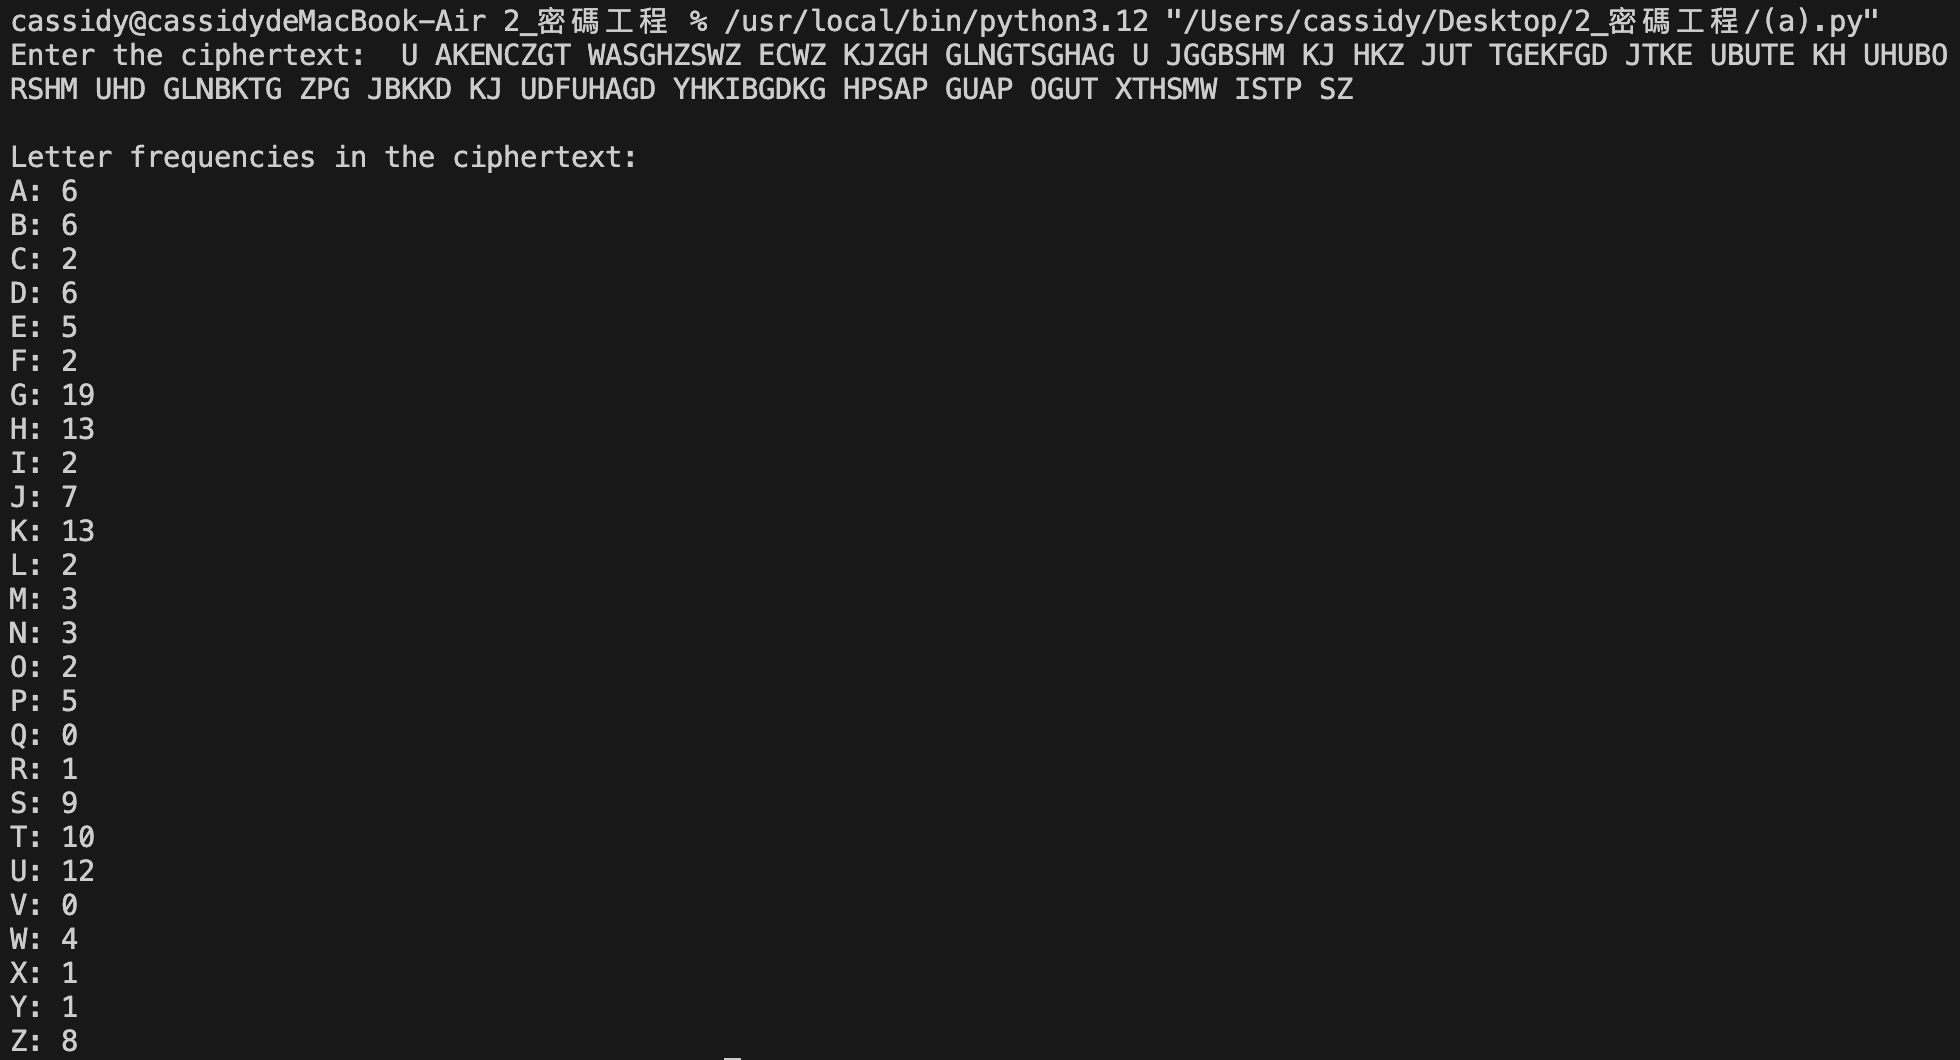 cassidy@cassidydeMacBook-Air 2_密碼工程 % /usr/local/bin/python3.12 "/Users/cassidy/Desktop/2_密碼工程/(a).py"
Enter the ciphertext:  U AKENCZGT WASGHZSWZ ECWZ KJZGH GLNGTSGHAG U JGGBSHM KJ HKZ JUT TGEKFGD JTKE UBUTE KH UHUBO
RSHM UHD GLNBKTG ZPG JBKKD KJ UDFUHAGD YHKIBGDKG HPSAP GUAP OGUT XTHSMW ISTP SZ

Letter frequencies in the ciphertext:
A: 6
B: 6
C: 2
D: 6
E: 5
F: 2
G: 19
H: 13
I: 2
J: 7
K: 13
L: 2
M: 3
N: 3
O: 2
P: 5
Q: 0
R: 1
S: 9
T: 10
U: 12
V: 0
W: 4
X: 1
Y: 1
Z: 8